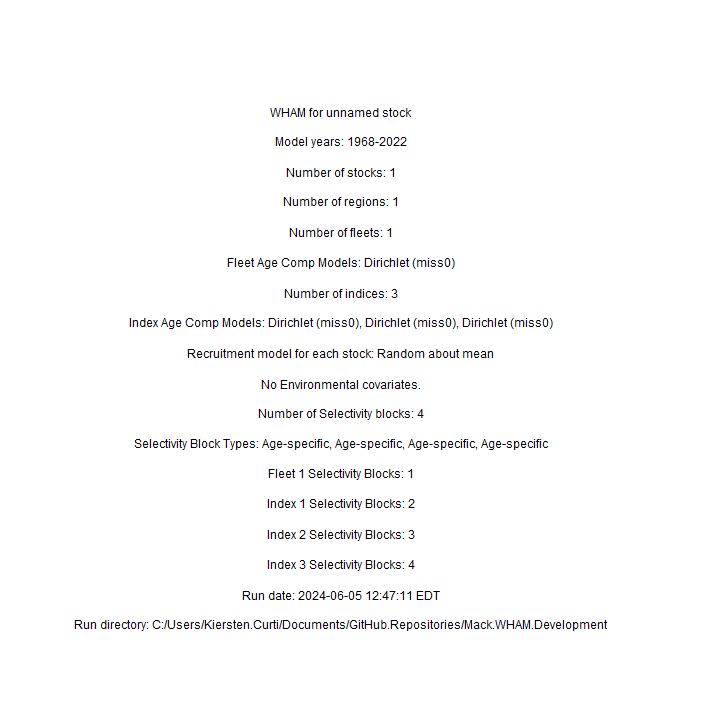 WHAM for unnamed stock
Model years: 1968-2022
Number of stocks: 1
Number of regions: 1
Number of fleets: 1
Fleet Age Comp Models: Dirichlet (miss0)
Number of indices: 3
Index Age Comp Models: Dirichlet (miss0), Dirichlet (miss0), Dirichlet (miss0)
Recruitment model for each stock: Random about mean
No Environmental covariates.
Number of Selectivity blocks: 4
Selectivity Block Types: Age-specific, Age-specific, Age-specific, Age-specific
Fleet 1 Selectivity Blocks: 1
Index 1 Selectivity Blocks: 2
Index 2 Selectivity Blocks: 3
Index 3 Selectivity Blocks: 4
Run date: 2024-06-05 12:47:11 EDT
Run directory: C:/Users/Kiersten.Curti/Documents/GitHub.Repositories/Mack.WHAM.Development